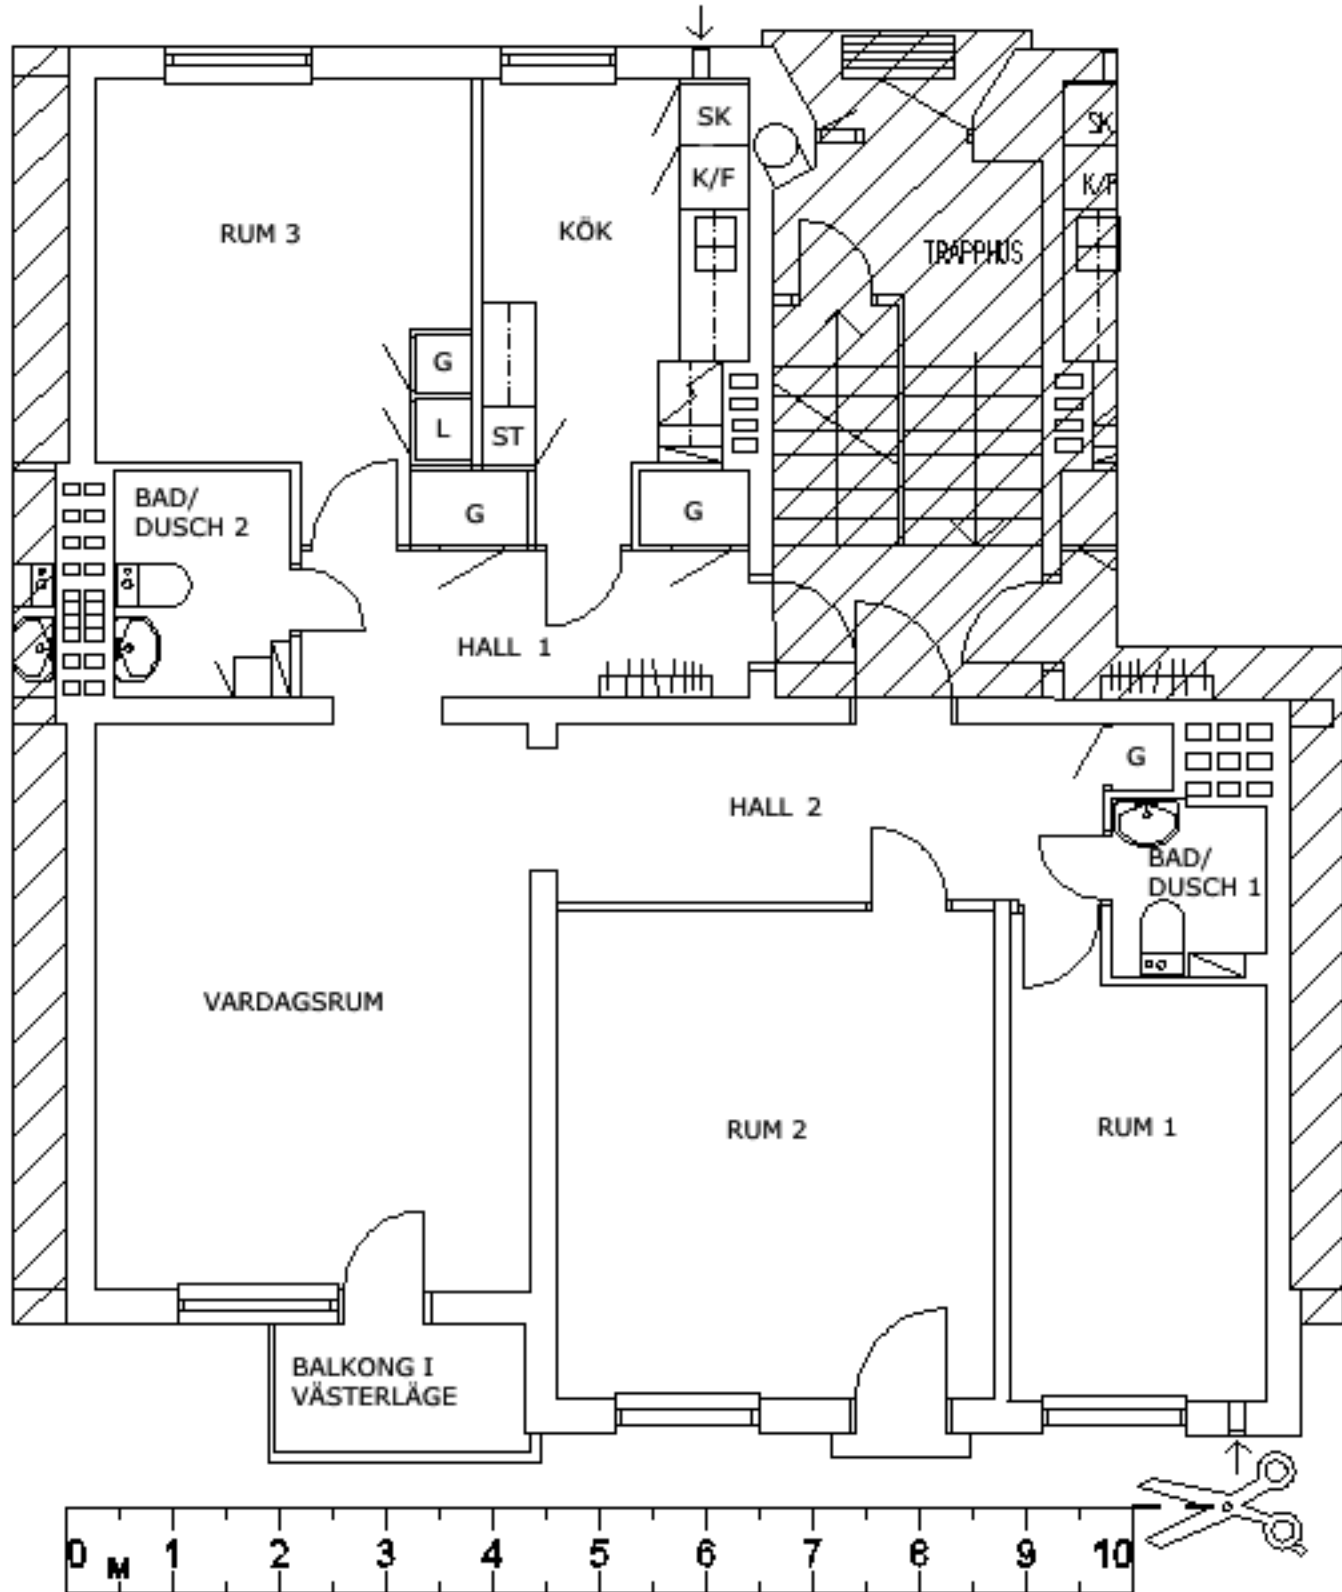 SK
SK
K/F
K/F
RUM 3
KÖK
TRAPPHUS
G
L
ST
BAD/
DUSCH 2
G
G
HALL 1
G
HALL 2
BAD/
DUSCH 1
VARDAGSRUM
RUM 2
RUM 1
BALKONG I
VÄSTERLÄGE
0 M 1 2 3 4 5 6 7 8 9 10